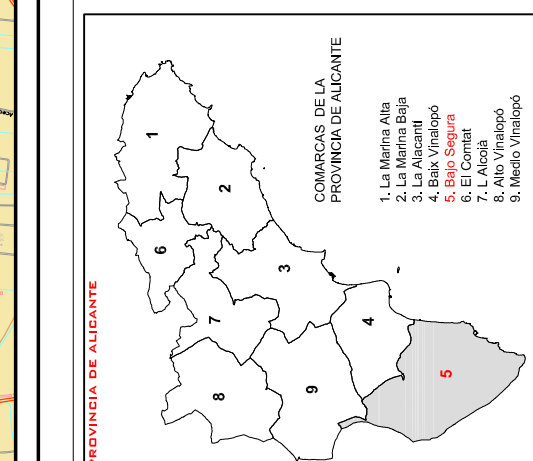 PROVINCIA DE ALICANTE
COMARCAS DE LA
PROVINCIA DE ALICANTE
1. La Marina Alta
2. La Marina Baja
3. La Alacantí
4. Baix Vinalopó
5. Bajo Segura
6. El Comtat
7. L Alcoià
8. Alto Vinalopó
9. Medio Vinalopó
1
2
6
3
7
4
5
8
9